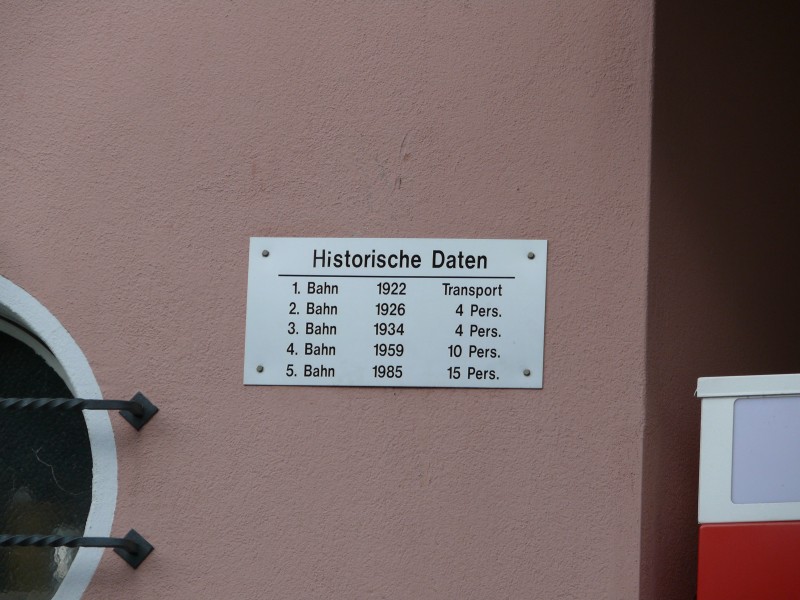 Historische Daten
1. Bahn 1922 Transport
2. Bahn 1926 4 Pers.
3. Bahn 1934 4 Pers.
4. Bahn 1959 10 Pers.
5. Bahn 1985 15 Pers.